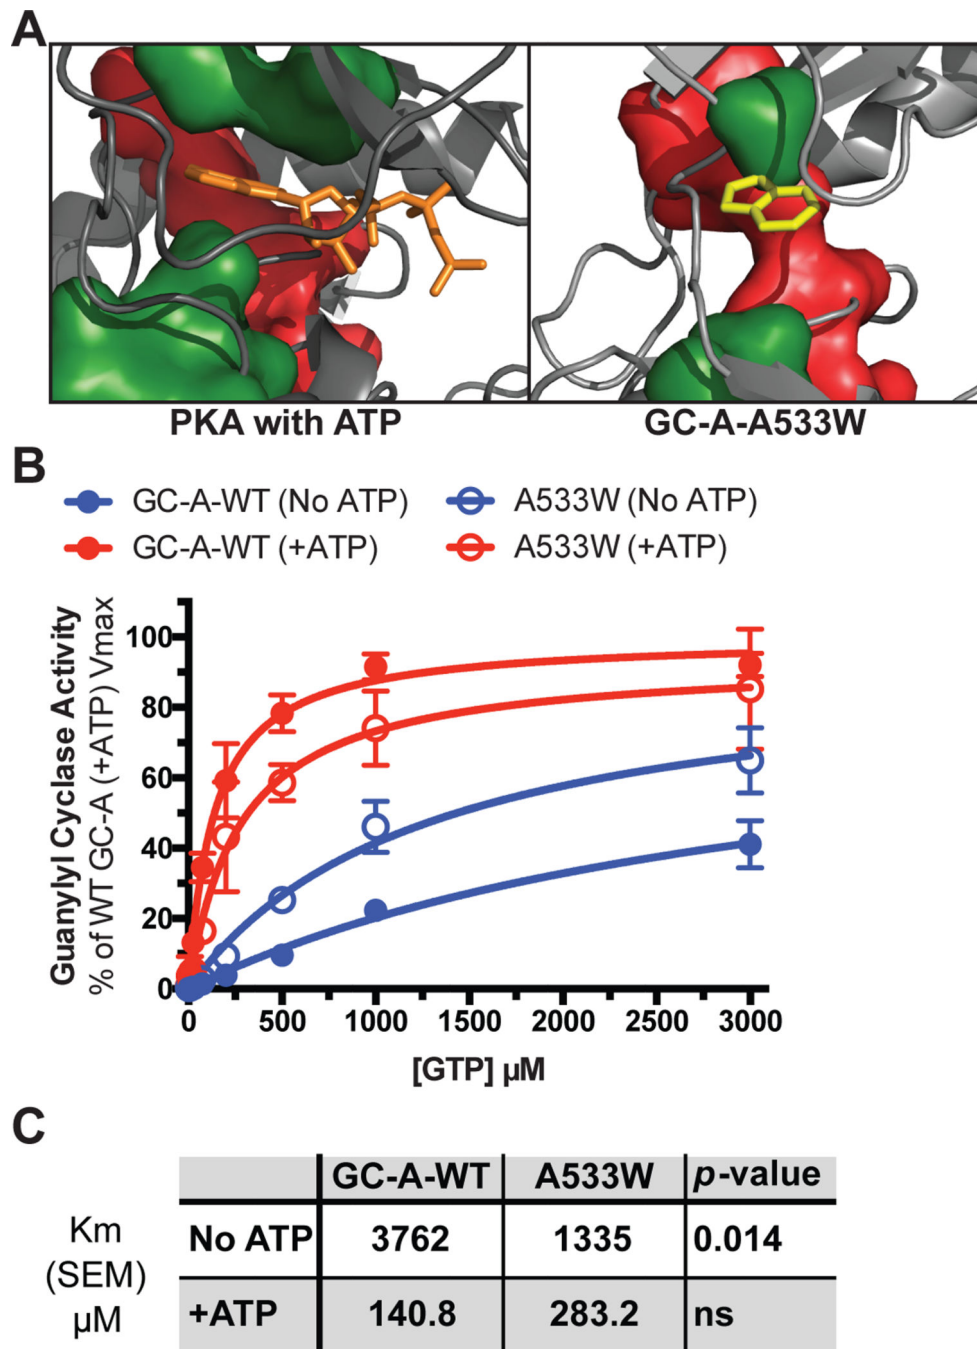 A
PKA with ATP
GC-A-A533W
B
GC-A-WT (No ATP)
A533W (No ATP)
GC-A-WT (+ATP)
A533W (+ATP)
Guanylyl Cyclase Activity
% of WT GC-A (+ATP) Vmax
100
80
60
40
20
0
0 500 1000 1500 2000 2500 3000
[GTP] µM
C
GC-A-WT A533W p-value
Km
(SEM)
µM
No ATP 3762 1335 0.014
+ATP 140.8 283.2 ns